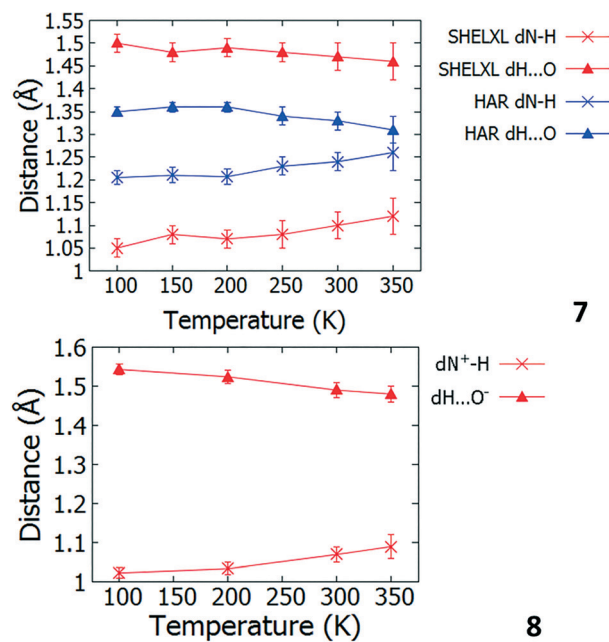 1.55
1.5
1.45
1.4
1.35
1.3
1.25
1.2
1.15
1.1
1.05
1
Distance (Å)
100 150 200 250 300 350
Temperature (K)
SHELXL dN-H
SHELXL dH...O
HAR dN-H
HAR dH...O
7
1.6
1.5
1.4
1.3
1.2
1.1
1
Distance (Å)
100 150 200 250 300 350
Temperature (K)
dN⁺-H
dH...O⁻
8